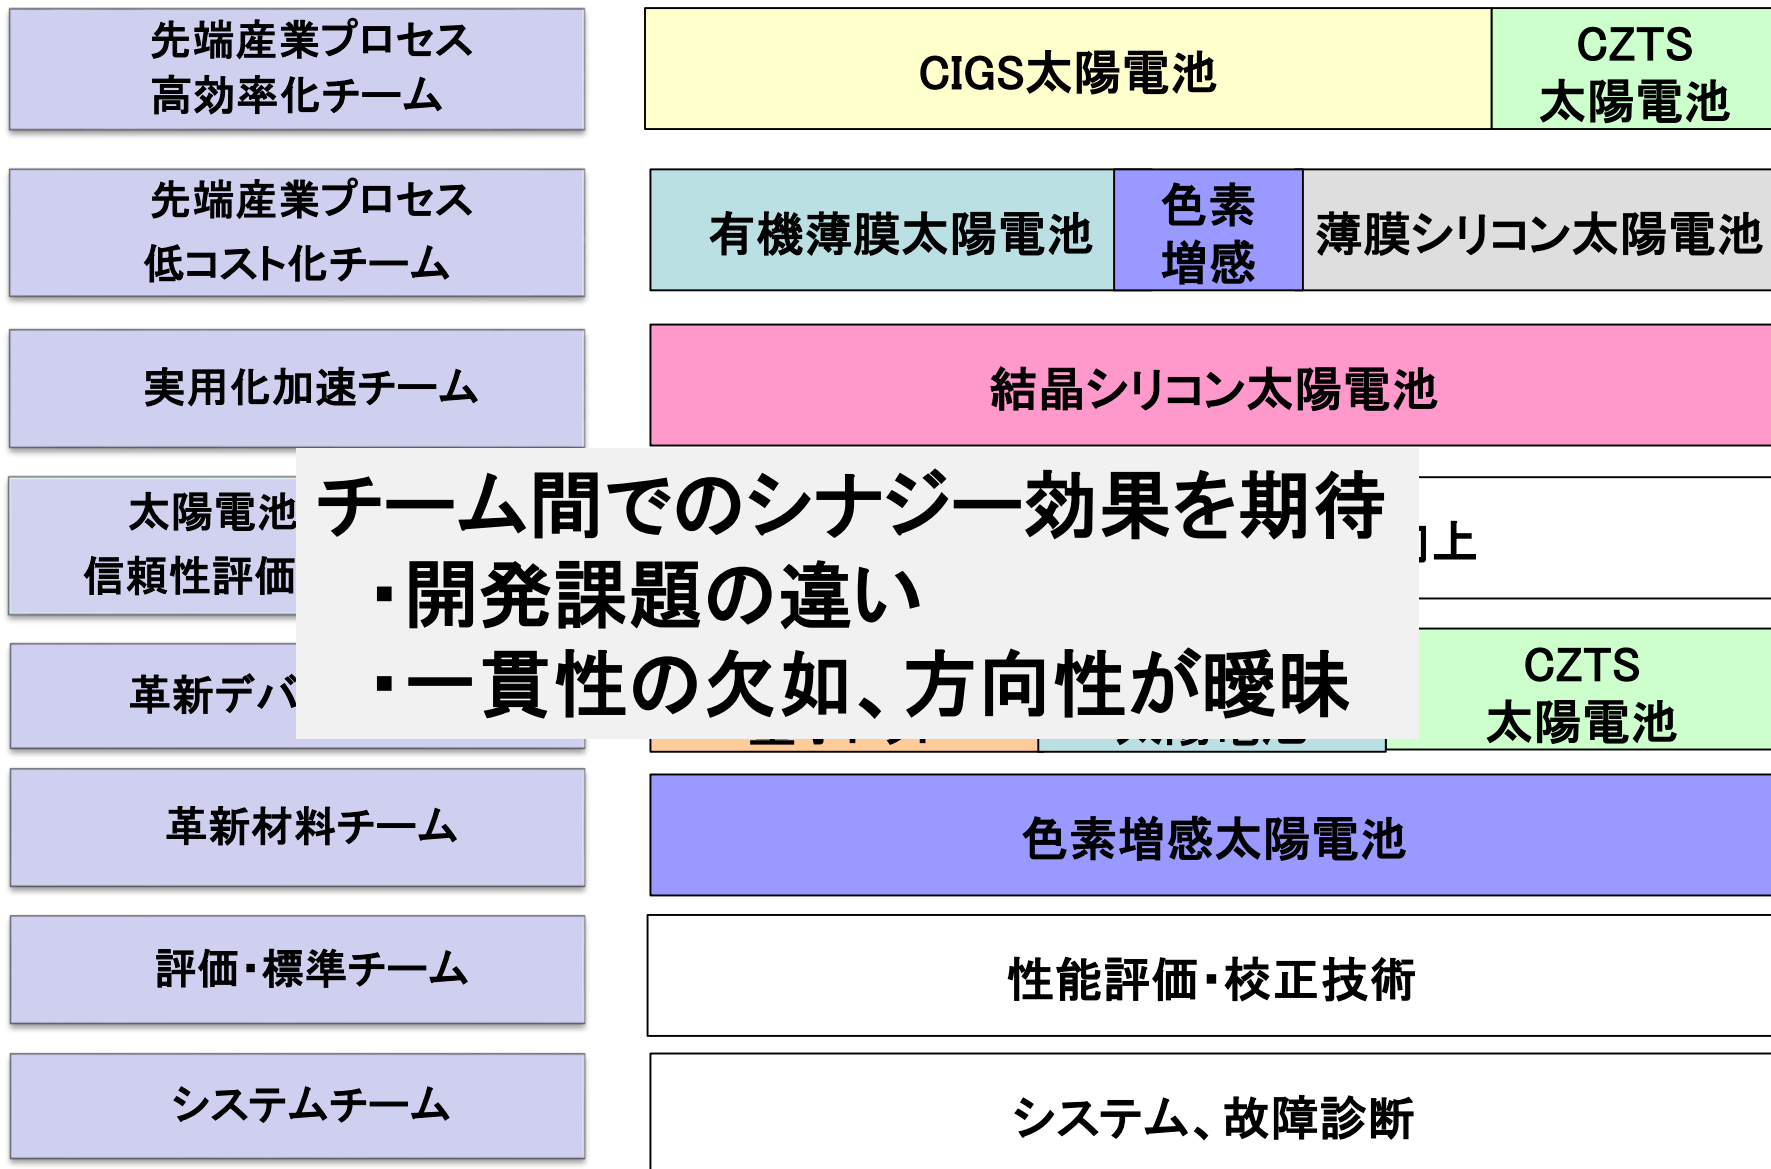 先端産業プロセス
高効率化チーム
CIGS太陽電池
CZTS
太陽電池
先端産業プロセス
低コスト化チーム
有機薄膜太陽電池
色素
増感
薄膜シリコン太陽電池
実用化加速チーム
結晶シリコン太陽電池
太陽電池
信頼性評価
上
チーム間でのシナジー効果を期待
・開発課題の違い
・一貫性の欠如、方向性が曖昧
革新デバ
CZTS
太陽電池
革新材料チーム
色素増感太陽電池
評価・標準チーム
性能評価・校正技術
システムチーム
システム、故障診断